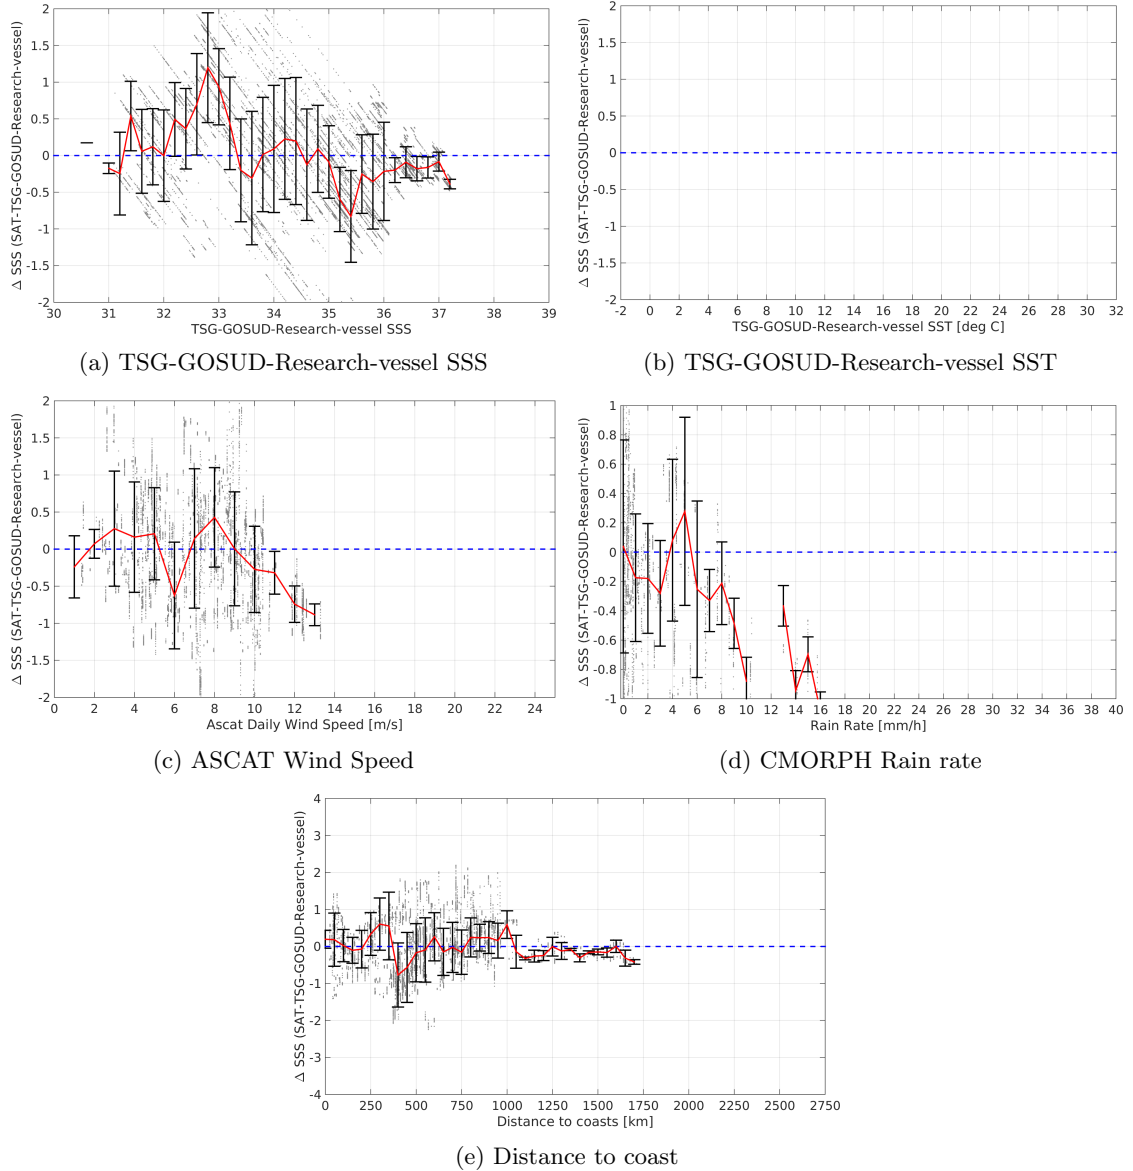 2
1.5
1
0.5
0
-0.5
-1
-1.5
-2
Δ SSS (SAT-TSG-GOSUD-Research-vessel)
30 31 32 33 34 35 36 37 38 39
TSG-GOSUD-Research-vessel SSS
(a) TSG-GOSUD-Research-vessel SSS
2
1.5
1
0.5
0
-0.5
-1
-1.5
-2
Δ SSS (SAT-TSG-GOSUD-Research-vessel)
-2 0 2 4 6 8 10 12 14 16 18 20 22 24 26 28 30 32
TSG-GOSUD-Research-vessel SST [deg C]
(b) TSG-GOSUD-Research-vessel SST
2
1.5
1
0.5
0
-0.5
-1
-1.5
-2
Δ SSS (SAT-TSG-GOSUD-Research-vessel)
0 2 4 6 8 10 12 14 16 18 20 22 24
Ascat Daily Wind Speed [m/s]
(c) ASCAT Wind Speed
1
0.8
0.6
0.4
0.2
0
-0.2
-0.4
-0.6
-0.8
-1
Δ SSS (SAT-TSG-GOSUD-Research-vessel)
0 2 4 6 8 10 12 14 16 18 20 22 24 26 28 30 32 34 36 38 40
Rain Rate [mm/h]
(d) CMORPH Rain rate
4
3
2
1
0
-1
-2
-3
-4
Δ SSS (SAT-TSG-GOSUD-Research-vessel)
0 250 500 750 1000 1250 1500 1750 2000 2250 2500 2750
Distance to coasts [km]
(e) Distance to coast